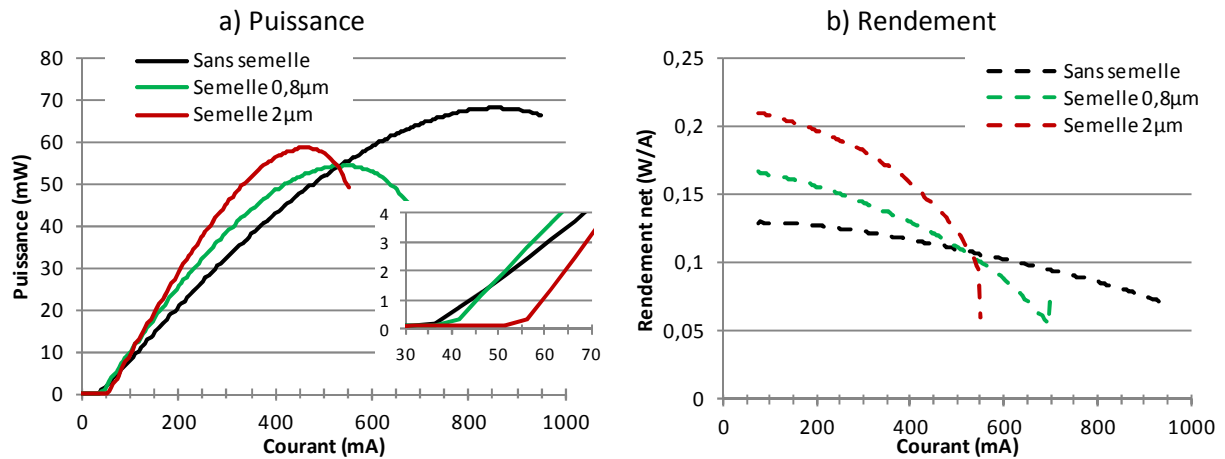 a) Puissance
80
70
60
50
40
30
20
10
0
Puissance (mW)
Sans semelle
Semelle 0,8µm
Semelle 2µm
4
3
2
1
0
30 40 50 60 70
0 200 400 600 800 1000
Courant (mA)
b) Rendement
0,25
0,2
0,15
0,1
0,05
0
Rendement net (W/A)
Sans semelle
Semelle 0,8µm
Semelle 2µm
0 200 400 600 800 1000
Courant (mA)